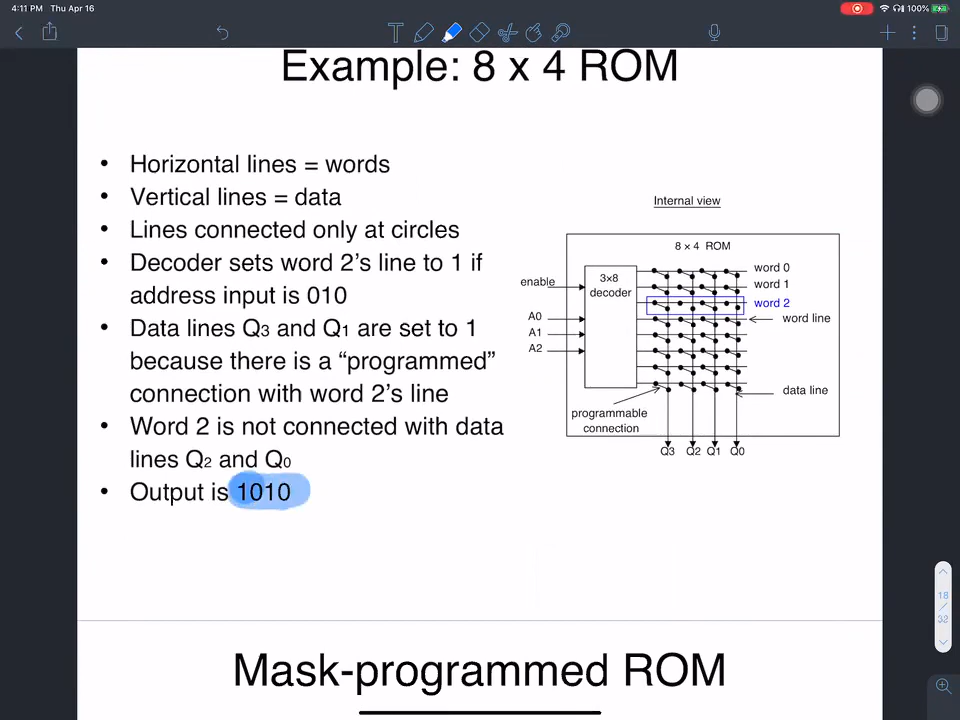 4:11 PM Thu Apr 16
100%
Example: 8 x 4 ROM
• Horizontal lines = words
• Vertical lines = data
• Lines connected only at circles
• Decoder sets word 2's line to 1 if
address input is 010
• Data lines Q3 and Q1 are set to 1
because there is a “programmed”
connection with word 2's line
• Word 2 is not connected with data
lines Q2 and Q0
• Output is 1010
Internal view
8 × 4 ROM
enable
3×8
decoder
A0
A1
A2
word 0
word 1
word 2
word line
data line
programmable
connection
Q3 Q2 Q1 Q0
18
/
33
Mask-programmed ROM